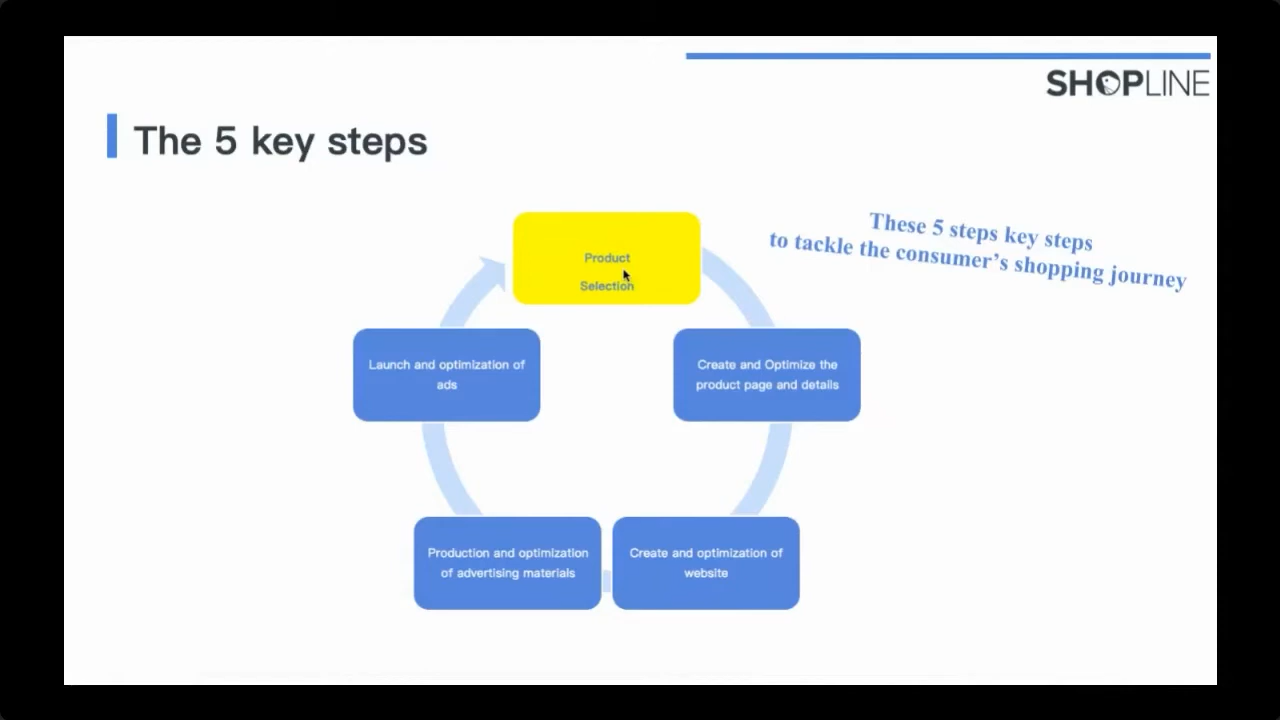 SHOPLINE
The 5 key steps
These 5 steps key steps
to tackle the consumer's shopping journey
Product
Selection
Create and Optimize the
product page and details
Create and optimization of
website
Production and optimization
of advertising materials
Launch and optimization of
ads